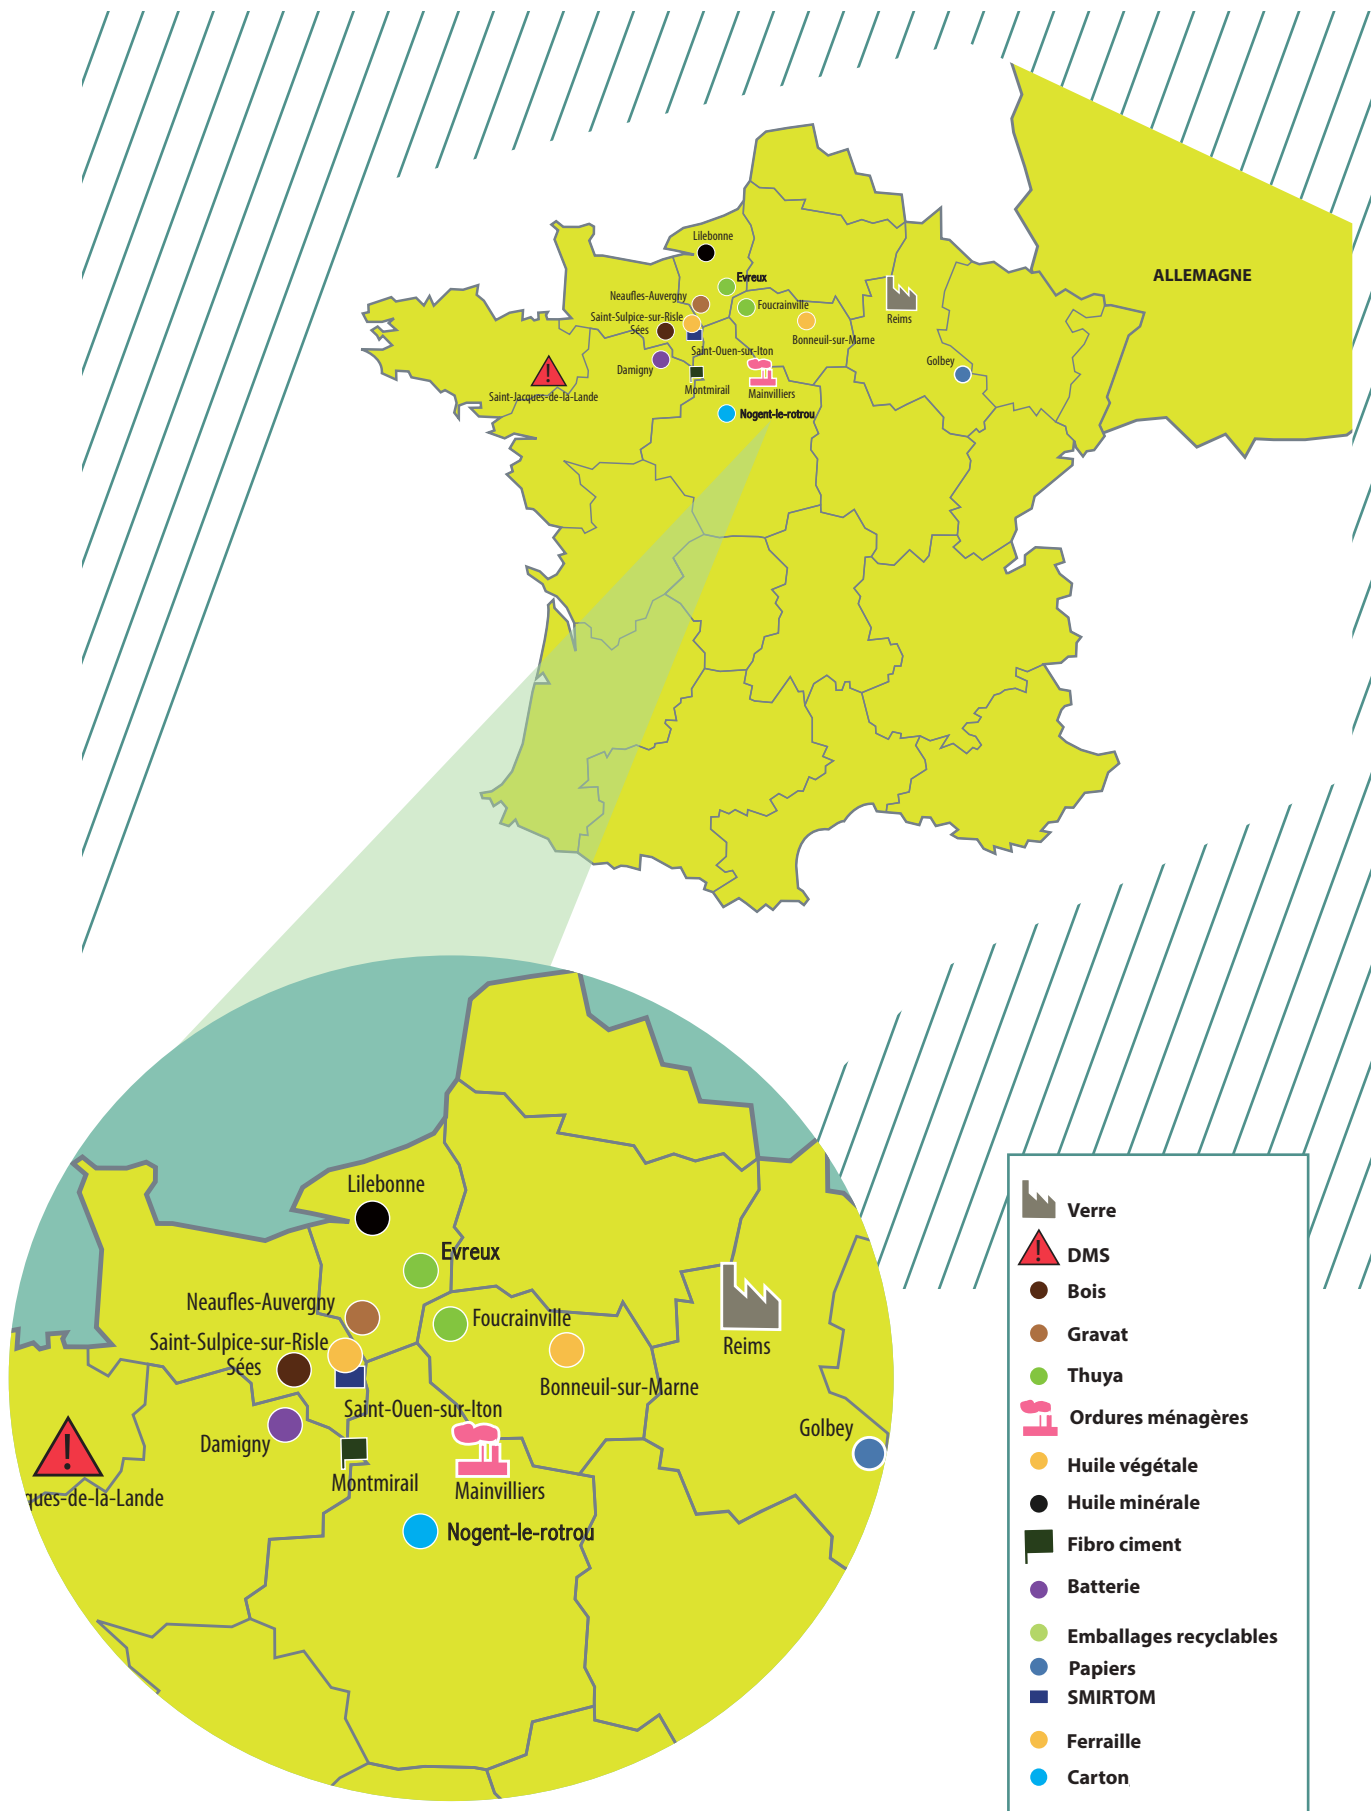 ALLEMAGNE
Lilebonne
Evreux
Neaufles-Auvergny
Foucrainville
Saint-Sulpice-sur-Risle
Sées
Reims
Bonneuil-sur-Marne
Saint-Ouen-sur-Iton
Damigny
Golbey
Montmirail
Mainvilliers
Saint-Jacques-de-la-Lande
Nogent-le-rotrou
Lilebonne
Evreux
Neaufles-Auvergny
Foucrainville
Saint-Sulpice-sur-Risle
Sées
Reims
Bonneuil-sur-Marne
Saint-Ouen-sur-Iton
Golbey
Damigny
Montmirail
Mainvilliers
ques-de-la-Lande
Nogent-le-rotrou
Verre
DMS
Bois
Gravat
Thuya
Ordures ménagères
Huile végétale
Huile minérale
Fibro ciment
Batterie
Emballages recyclables
Papiers
SMIRTOM
Ferraille
Carton